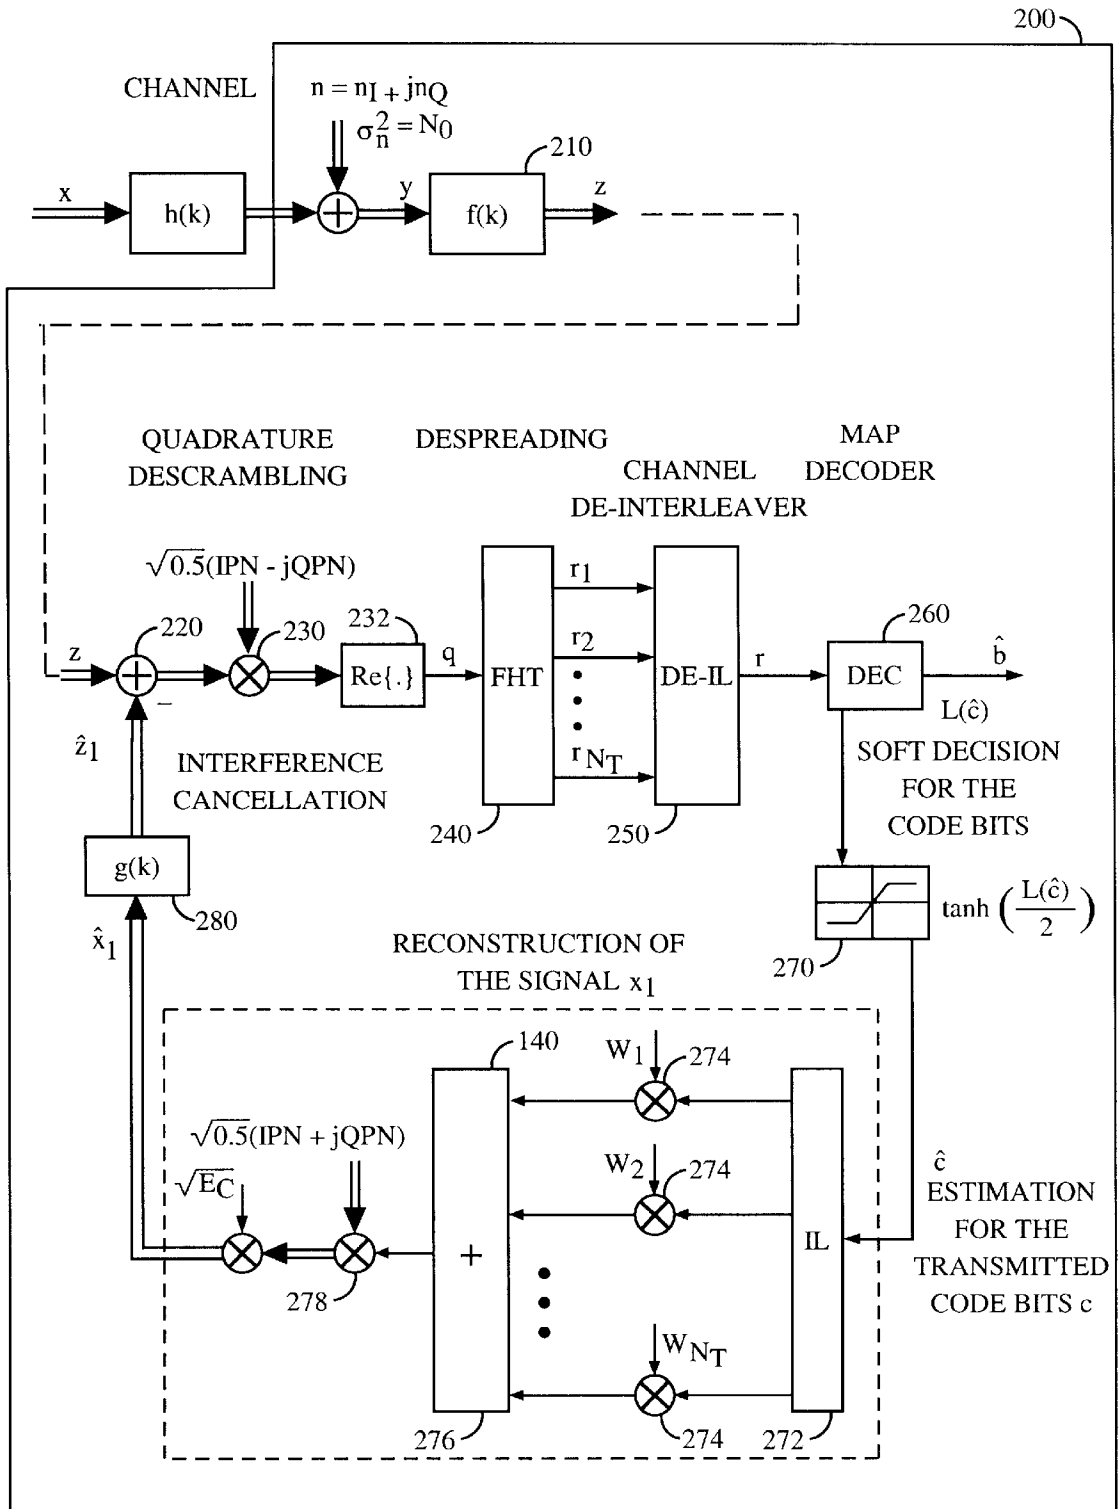 200
CHANNEL
n = nI + jnQ
σn² = N0
210
x
h(k)
y
f(k)
z
QUADRATURE
DESCRAMBLING
DESPREADING
CHANNEL
DE-INTERLEAVER
MAP
DECODER
√0.5(IPN - jQPN)
220
230
232
z
−
Re{.}
q
FHT
r1
r2
rNT
DE-IL
r
260
DEC
b̂
L(ĉ)
ẑ1
INTERFERENCE
CANCELLATION
240
250
SOFT DECISION
FOR THE
CODE BITS
g(k)
280
x̂1
tanh ( L(ĉ) / 2 )
270
RECONSTRUCTION OF
THE SIGNAL x1
140
W1
274
√0.5(IPN + jQPN)
√EC
W2
274
+
IL
278
WNT
276
274
272
ĉ
ESTIMATION
FOR THE
TRANSMITTED
CODE BITS c